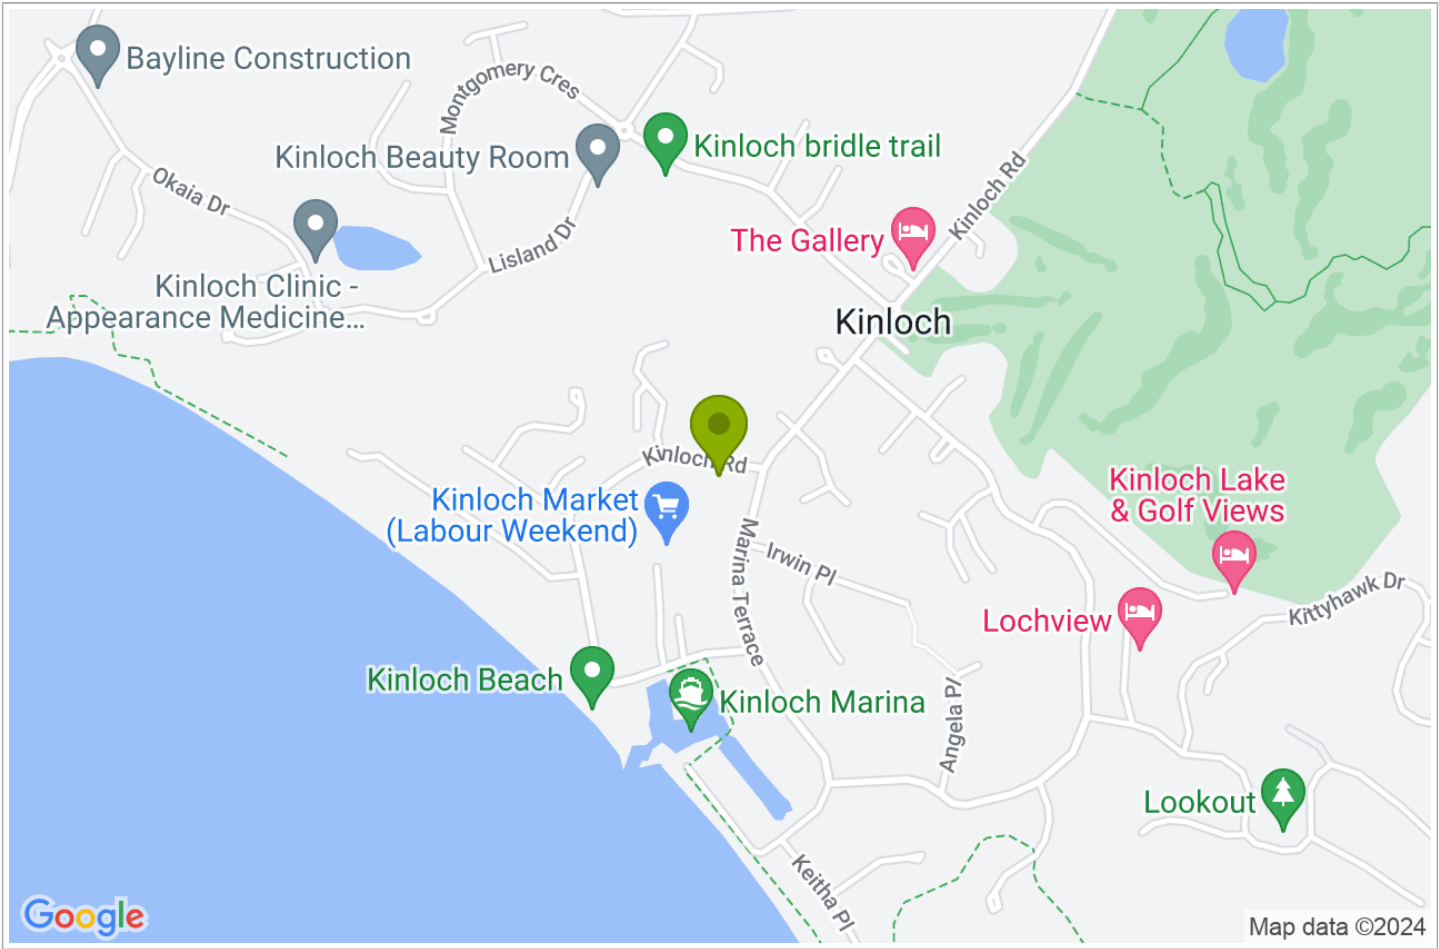 Bayline Construction
Montgomery Cres
Kinloch Beauty Room
Kinloch bridle trail
Okaia Dr
Kinloch Rd
Lisland Dr
The Gallery
Kinloch Clinic -
Appearance Medicine...
Kinloch
Kinloch Rd
Kinloch Market
(Labour Weekend)
Kinloch Lake
& Golf Views
Marina Terrace
Irwin Pl
Kittyhawk Dr
Lochview
Kinloch Beach
Kinloch Marina
Angela Pl
Lookout
Keitha Pl
Google
Map data ©2024